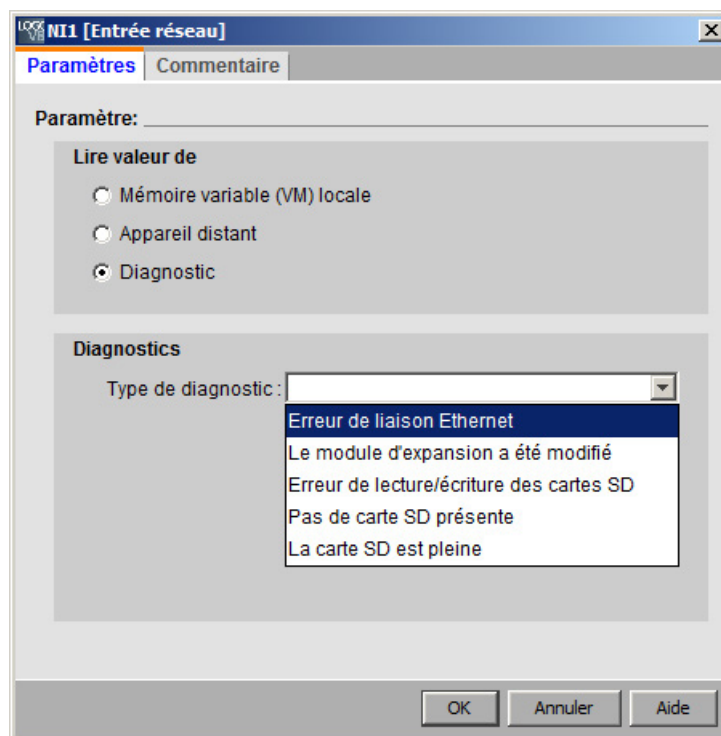 NI1 [Entrée réseau]
Paramètres Commentaire
Paramètre:
Lire valeur de
Mémoire variable (VM) locale
Appareil distant
Diagnostic
Diagnostics
Type de diagnostic :
Erreur de liaison Ethernet
Le module d'expansion a été modifié
Erreur de lecture/écriture des cartes SD
Pas de carte SD présente
La carte SD est pleine
OK Annuler Aide